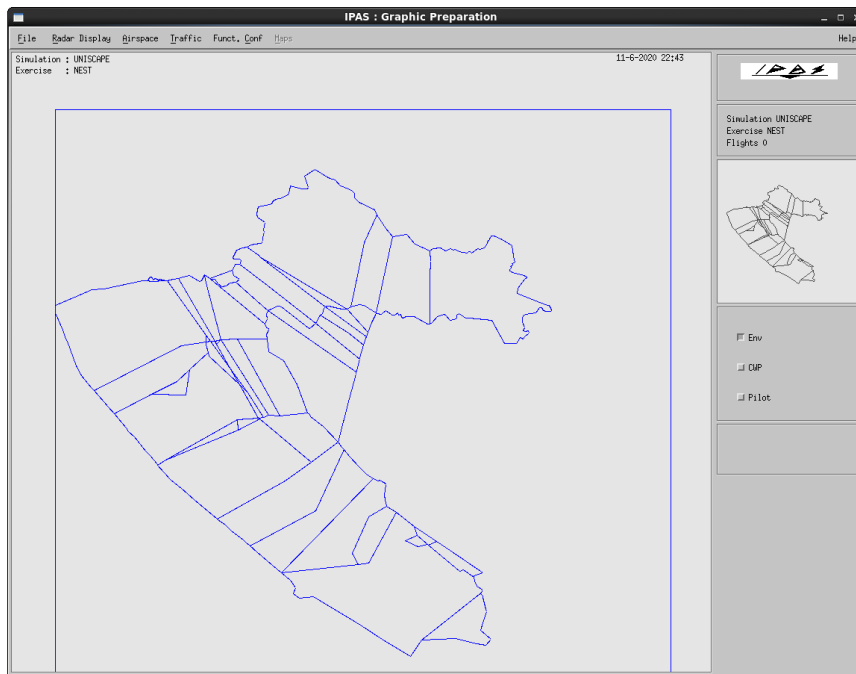 IPAS : Graphic Preparation
File Radar Display Airspace Traffic Funct. Conf Maps Help
Simulation : UNISCAPE 11-6-2020 22:43
Exercise : NEST
Simulation UNISCAPE
Exercise NEST
Flights 0
Env
CWP
Pilot